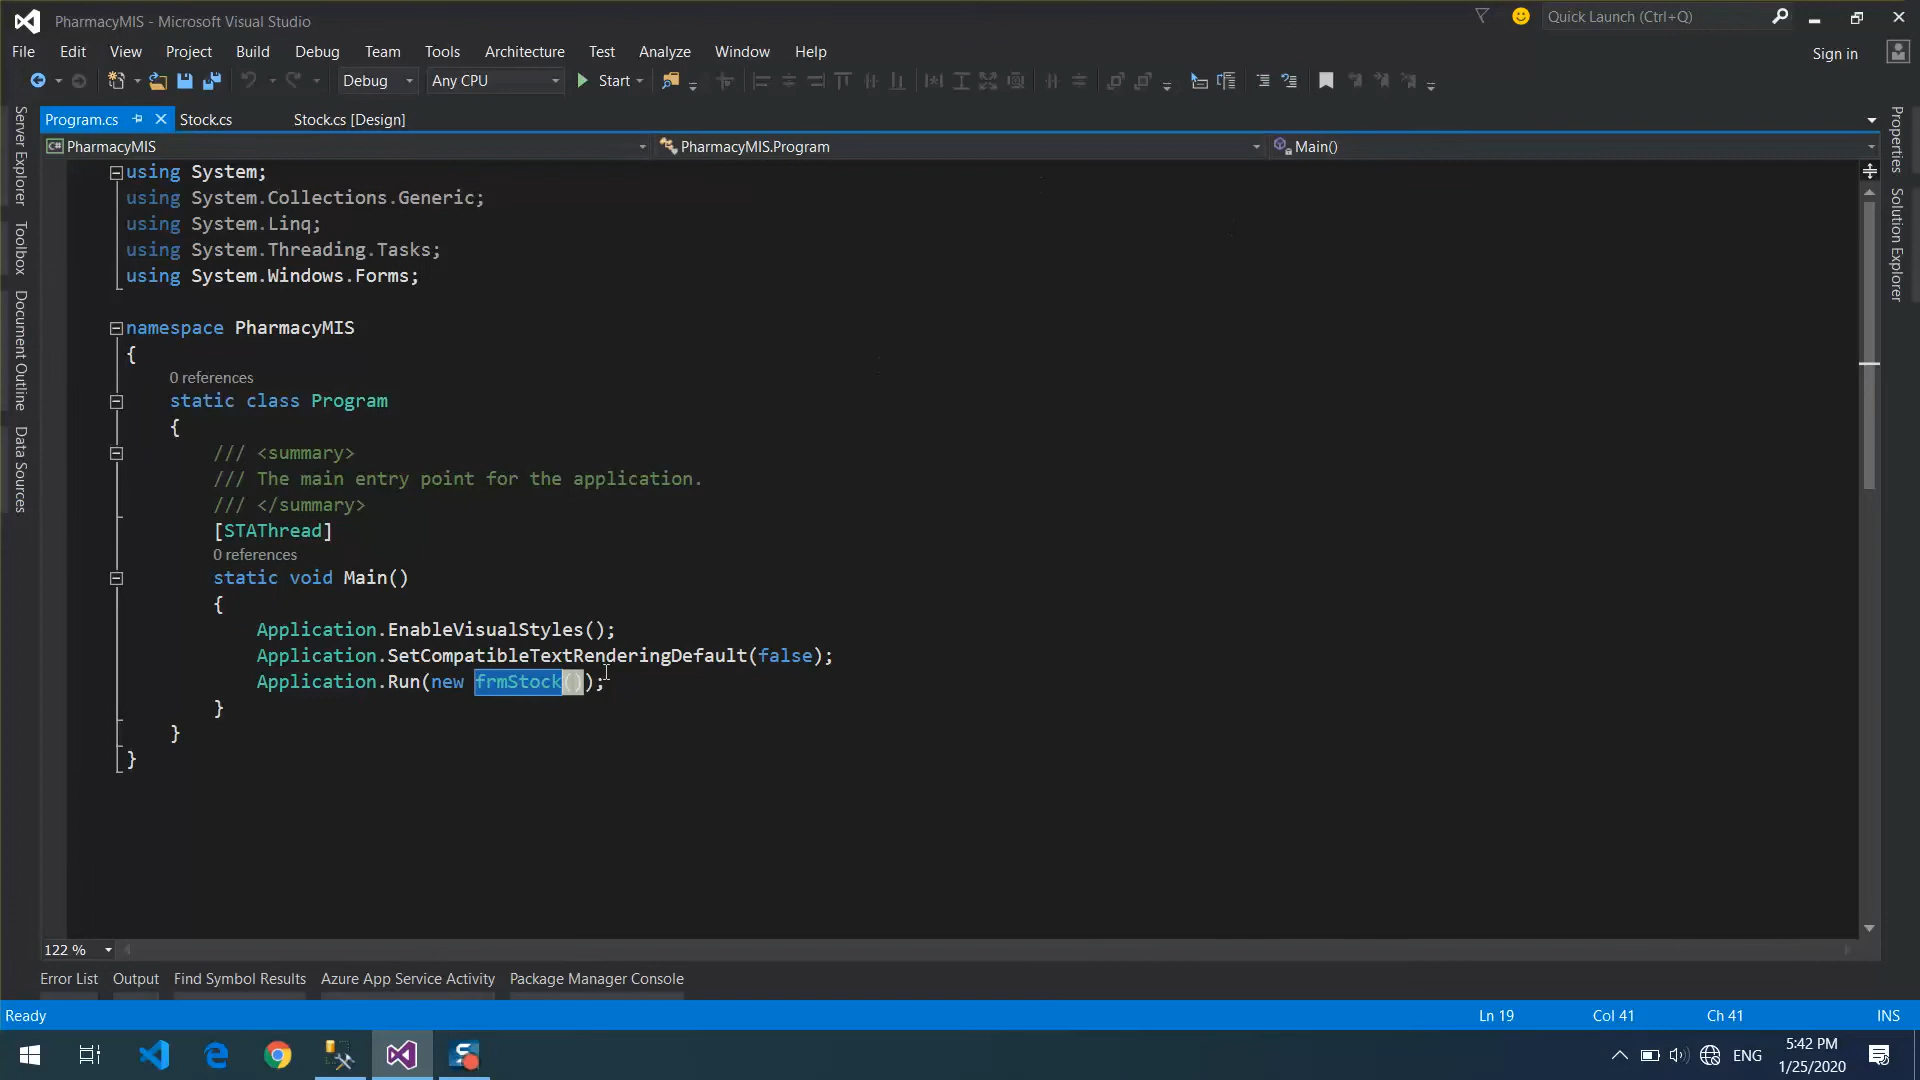 PharmacyMIS - Microsoft Visual Studio
Quick Launch (Ctrl+Q)
File Edit View Project Build Debug Team Tools Architecture Test Analyze Window Help
Sign in
Debug Any CPU Start
Program.cs Stock.cs Stock.cs [Design]
C# PharmacyMIS PharmacyMIS.Program Main()
Server Explorer
Toolbox
Document Outline
Data Sources
Properties
Solution Explorer
using System;
using System.Collections.Generic;
using System.Linq;
using System.Threading.Tasks;
using System.Windows.Forms;
namespace PharmacyMIS
{
0 references
static class Program
{
/// <summary>
/// The main entry point for the application.
/// </summary>
[STAThread]
0 references
static void Main()
{
Application.EnableVisualStyles();
Application.SetCompatibleTextRenderingDefault(false);
Application.Run(new frmStock());
}
}
}
122 %
Error List Output Find Symbol Results Azure App Service Activity Package Manager Console
Ready Ln 19 Col 41 Ch 41 INS
ENG
5:42 PM
1/25/2020